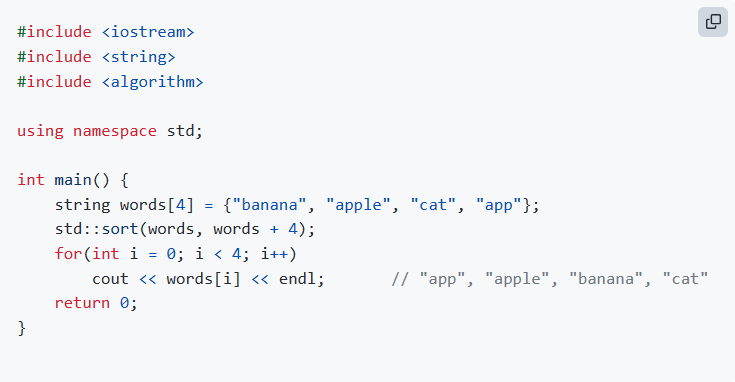 #include <iostream>
#include <string>
#include <algorithm>

using namespace std;

int main() {
    string words[4] = {"banana", "apple", "cat", "app"};
    std::sort(words, words + 4);
    for(int i = 0; i < 4; i++)
        cout << words[i] << endl;       // "app", "apple", "banana", "cat"
    return 0;
}